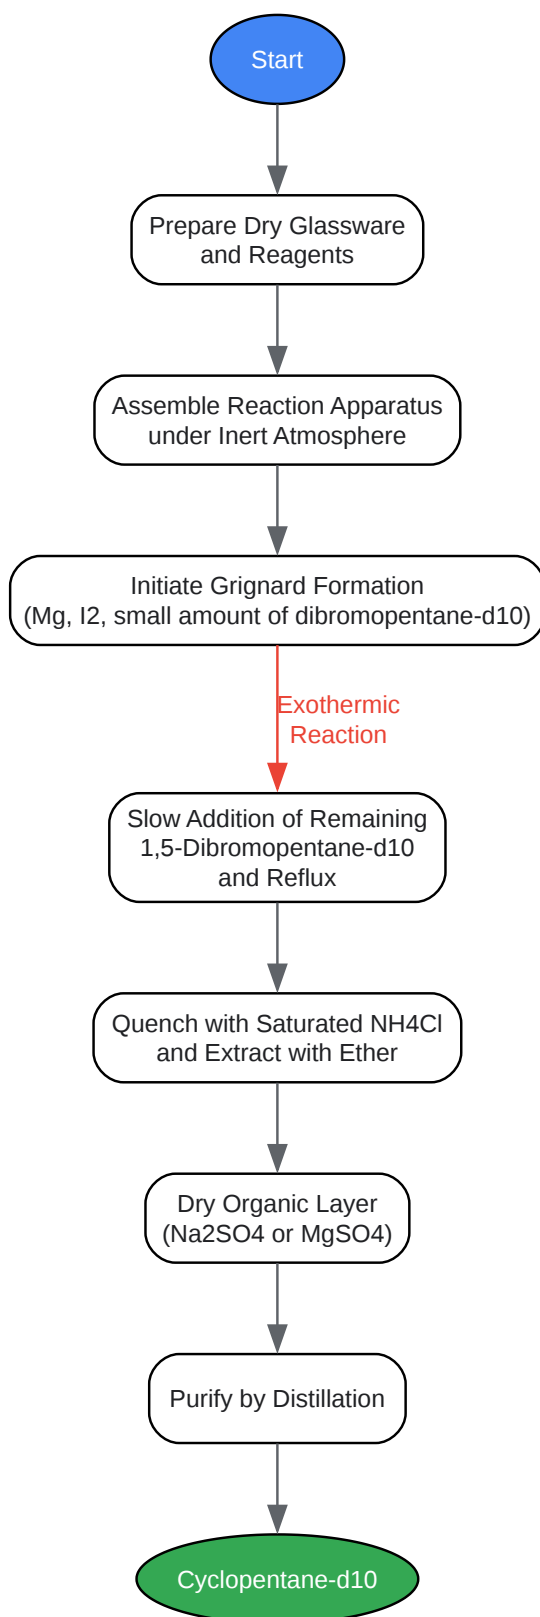 Start
Prepare Dry Glassware
and Reagents
Assemble Reaction Apparatus
under Inert Atmosphere
Initiate Grignard Formation
(Mg, I2, small amount of dibromopentane-d10)
Exothermic
Reaction
Slow Addition of Remaining
1,5-Dibromopentane-d10
and Reflux
Quench with Saturated NH4Cl
and Extract with Ether
Dry Organic Layer
(Na2SO4 or MgSO4)
Purify by Distillation
Cyclopentane-d10